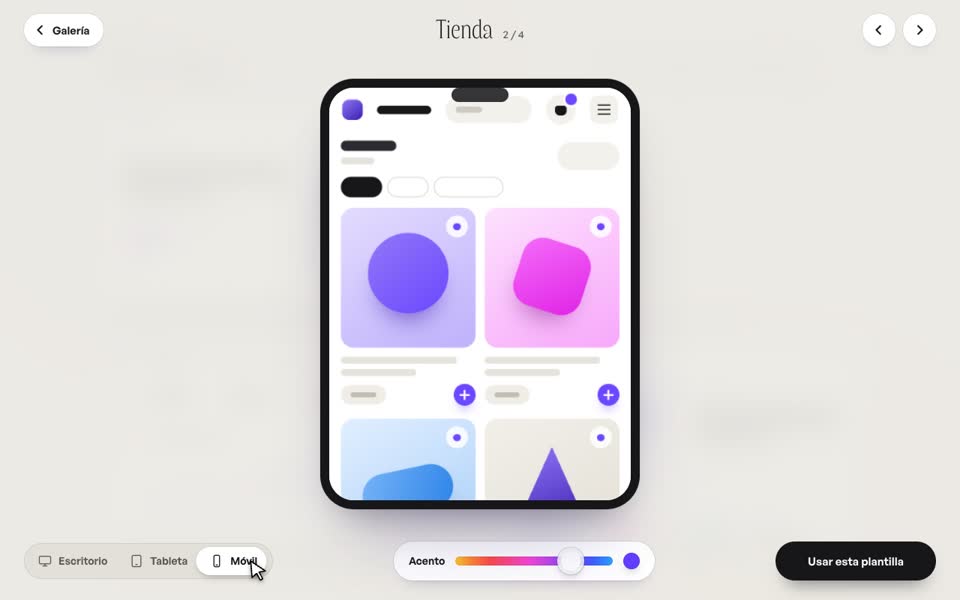 Galería
Tienda 2/4
Escritorio
Tableta
Móvil
Acento
Usar esta plantilla